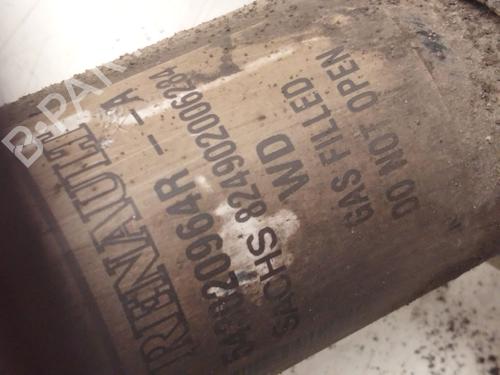 RENAULT
543020964R--A
SACHS 824902006284
WD
GAS FILLED
DO NOT OPEN
B-PARTS